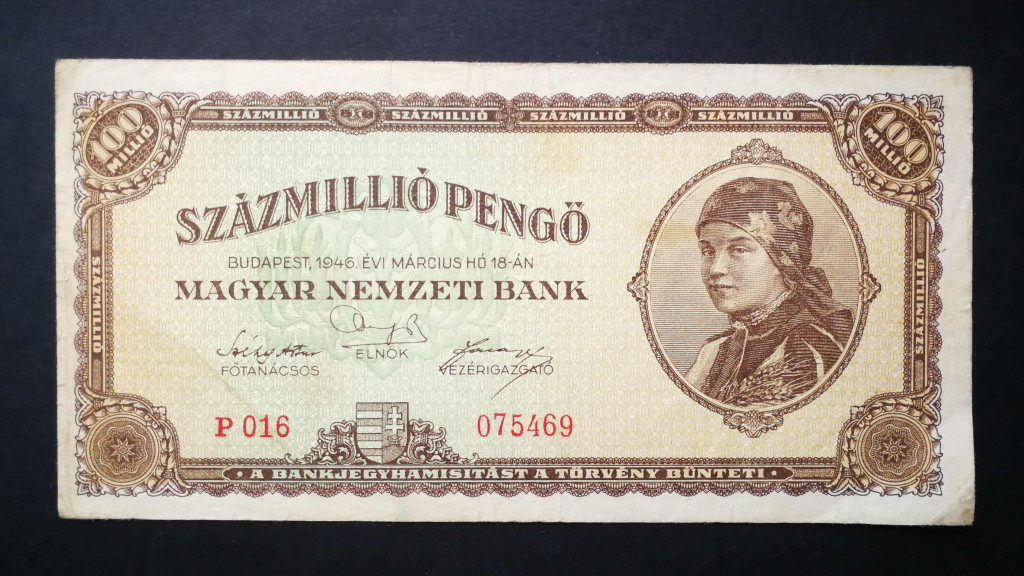 SZÁZMILLIÓ SZÁZMILLIÓ SZÁZMILLIÓ SZÁZMILLIÓ
100 MILLIÓ
100 MILLIÓ
SZÁZMILLIÓ PENGŐ
BUDAPEST, 1946. ÉVI MÁRCIUS HÓ 18-ÁN
MAGYAR NEMZETI BANK
ELNÖK
FŐTANÁCSOS
VEZÉRIGAZGATÓ
SZÁZMILLIÓ
SZÁZMILLIÓ
P 016
075469
· A BANKJEGYHAMISÍTÁST A TÖRVÉNY BÜNTETI ·